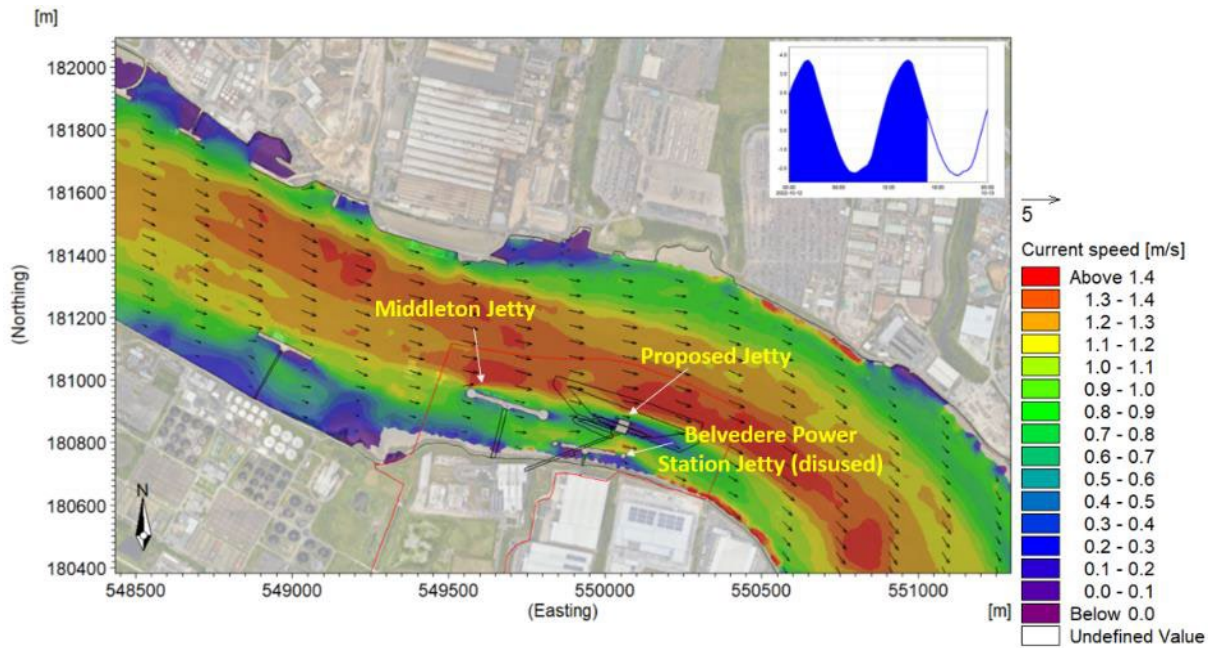 [m]
182000
181800
181600
181400
181200
181000
180800
180600
180400
(Northing)
Middleton Jetty
Proposed Jetty
Belvedere Power
Station Jetty (disused)
N
548500 549000 549500 550000 550500 551000
(Easting)
[m]
5
Current speed [m/s]
Above 1.4
1.3 - 1.4
1.2 - 1.3
1.1 - 1.2
1.0 - 1.1
0.9 - 1.0
0.8 - 0.9
0.7 - 0.8
0.6 - 0.7
0.5 - 0.6
0.4 - 0.5
0.3 - 0.4
0.2 - 0.3
0.1 - 0.2
0.0 - 0.1
Below 0.0
Undefined Value